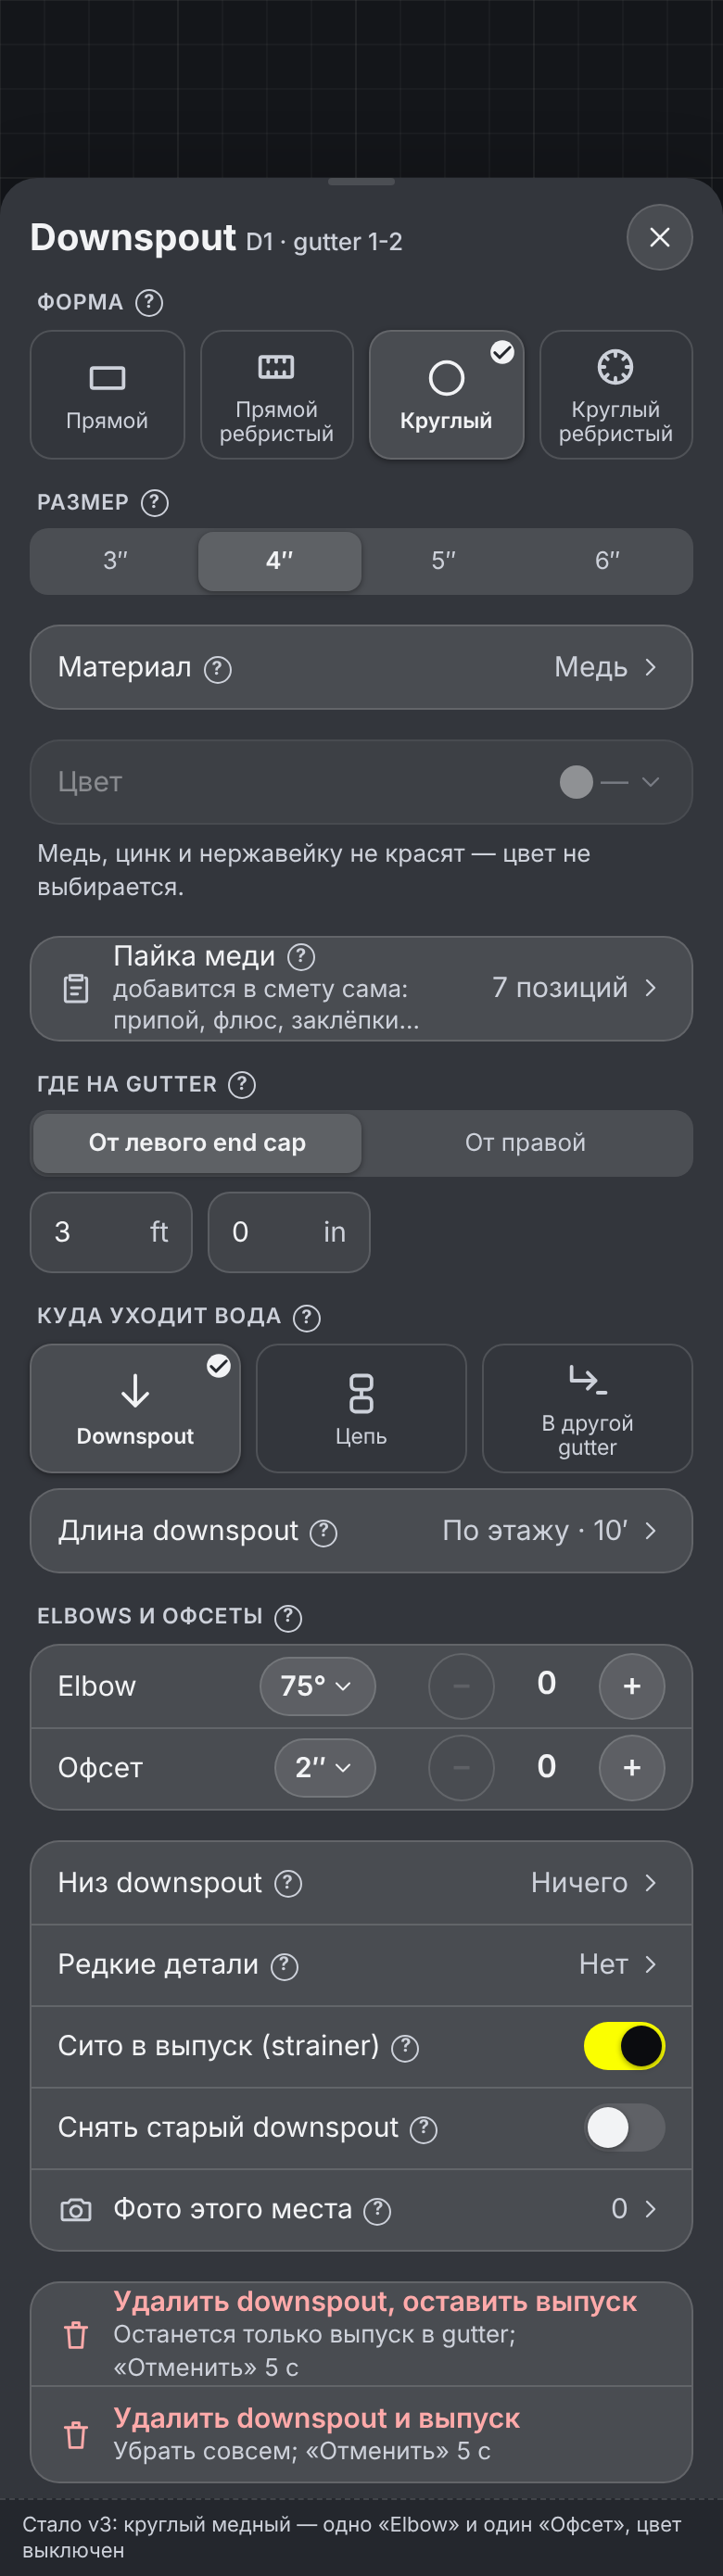 Downspout D1 · gutter 1-2
ФОРМА ?
Прямой
Прямой
ребристый
Круглый
Круглый
ребристый
РАЗМЕР ?
3″ 4″ 5″ 6″
Материал ? Медь
Цвет —
Медь, цинк и нержавейку не красят — цвет не
выбирается.
Пайка меди ?
добавится в смету сама:
припой, флюс, заклёпки...
7 позиций
ГДЕ НА GUTTER ?
От левого end cap От правой
3 ft 0 in
КУДА УХОДИТ ВОДА ?
Downspout
Цепь
В другой
gutter
Длина downspout ? По этажу · 10′
ELBOWS И ОФСЕТЫ ?
Elbow 75° − 0 +
Офсет 2″ − 0 +
Низ downspout ? Ничего
Редкие детали ? Нет
Сито в выпуск (strainer) ?
Снять старый downspout ?
Фото этого места ? 0
Удалить downspout, оставить выпуск
Останется только выпуск в gutter;
«Отменить» 5 с
Удалить downspout и выпуск
Убрать совсем; «Отменить» 5 с
Стало v3: круглый медный — одно «Elbow» и один «Офсет», цвет
выключен